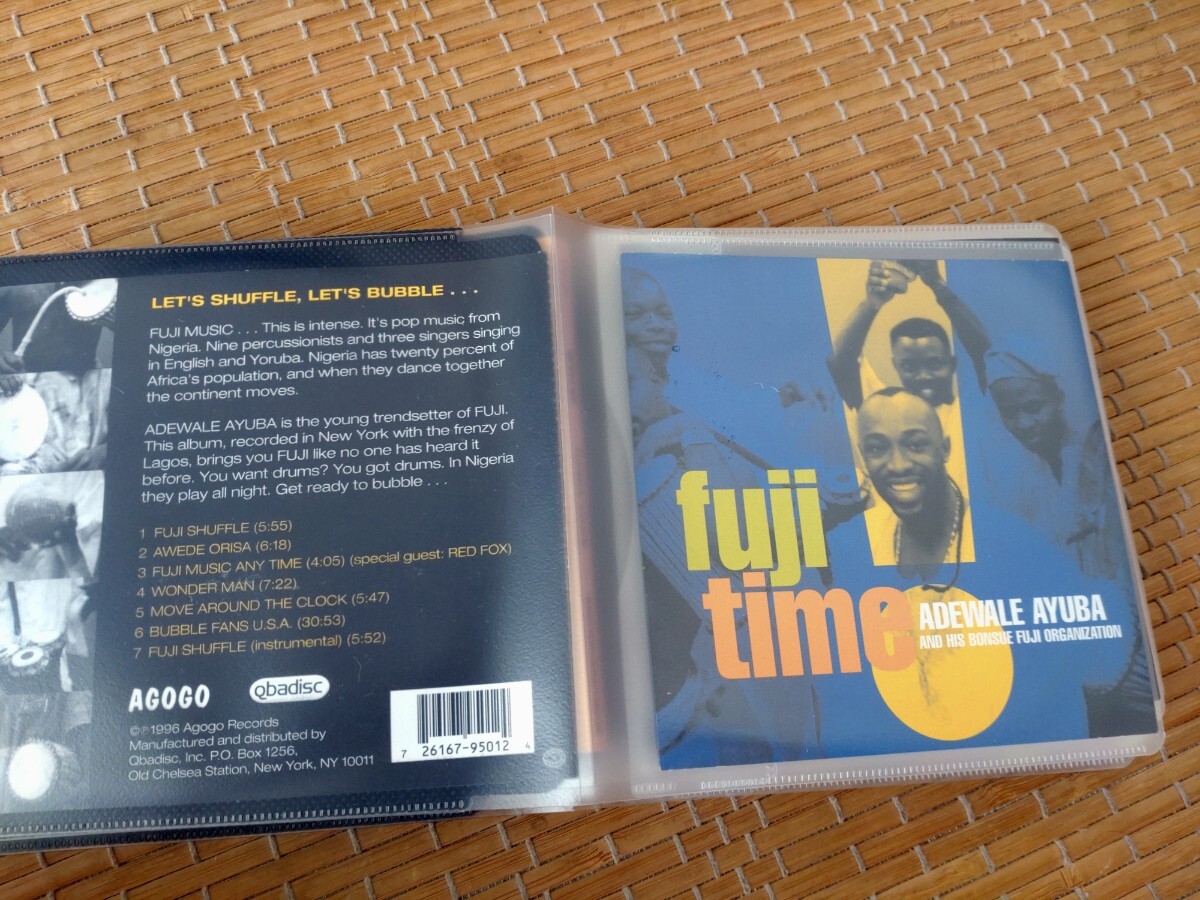 LET'S SHUFFLE, LET'S BUBBLE . . .
FUJI MUSIC . . . This is intense. It's pop music from
Nigeria. Nine percussionists and three singers singing
in English and Yoruba. Nigeria has twenty percent of
Africa's population, and when they dance together
the continent moves.
ADEWALE AYUBA is the young trendsetter of FUJI.
This album, recorded in New York with the frenzy of
Lagos, brings you FUJI like no one has heard it
before. You want drums? You got drums. In Nigeria
they play all night. Get ready to bubble . . .
1 FUJI SHUFFLE (5:55)
2 AWEDE ORISA (6:18)
3 FUJI MUSIC ANY TIME (4:05) (special guest: RED FOX)
4 WONDER MAN (7:22)
5 MOVE AROUND THE CLOCK (5:47)
6 BUBBLE FANS U.S.A. (30:53)
7 FUJI SHUFFLE (instrumental) (5:52)
AGOGO
Qbadisc
©℗1996 Agogo Records
Manufactured and distributed by
Qbadisc, Inc. P.O. Box 1256,
Old Chelsea Station, New York, NY 10011
7 26167-95012 4
fuji
time
ADEWALE AYUBA
AND HIS BONSUE FUJI ORGANIZATION